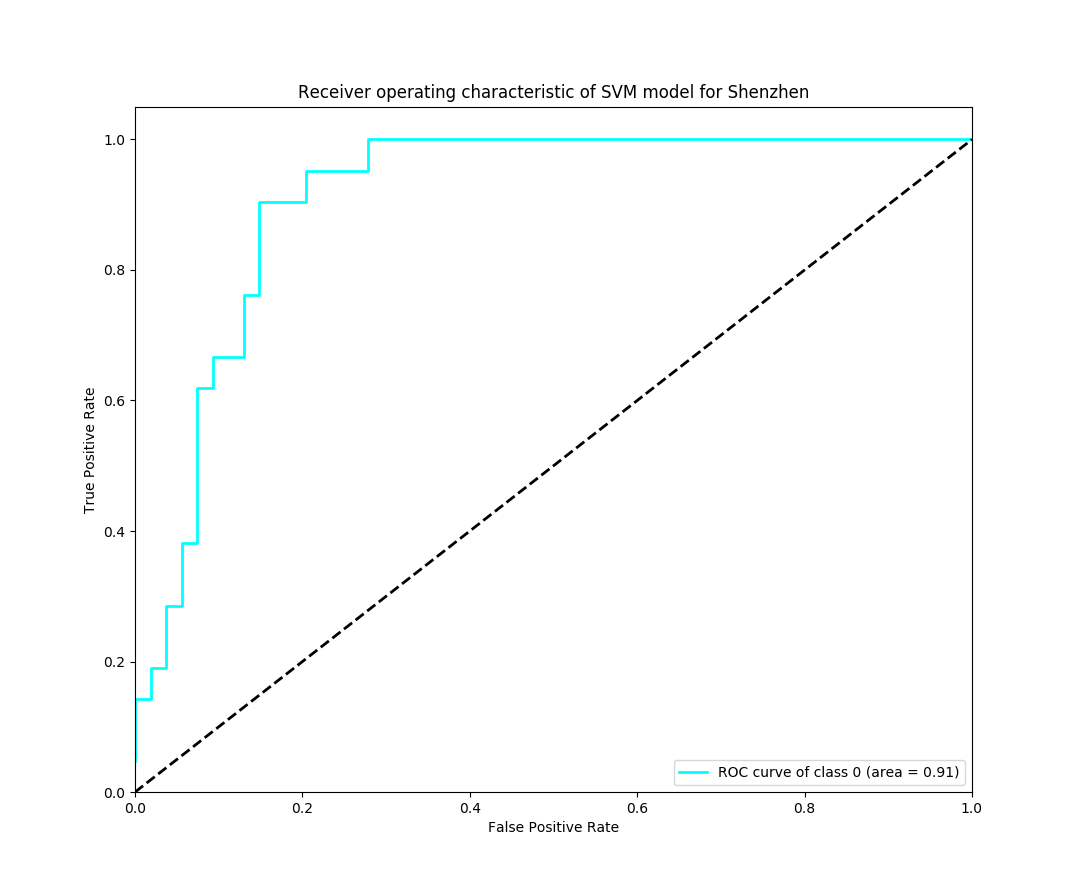 Receiver operating characteristic of SVM model for Shenzhen
1.0
0.8
0.6
0.4
0.2
0.0
True Positive Rate
ROC curve of class 0 (area = 0.91)
0.0 0.2 0.4 0.6 0.8 1.0
False Positive Rate